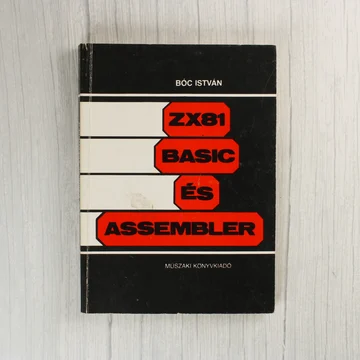 BÓC ISTVÁN
ZX81
BASIC
ÉS
ASSEMBLER
MŰSZAKI KÖNYVKIADÓ